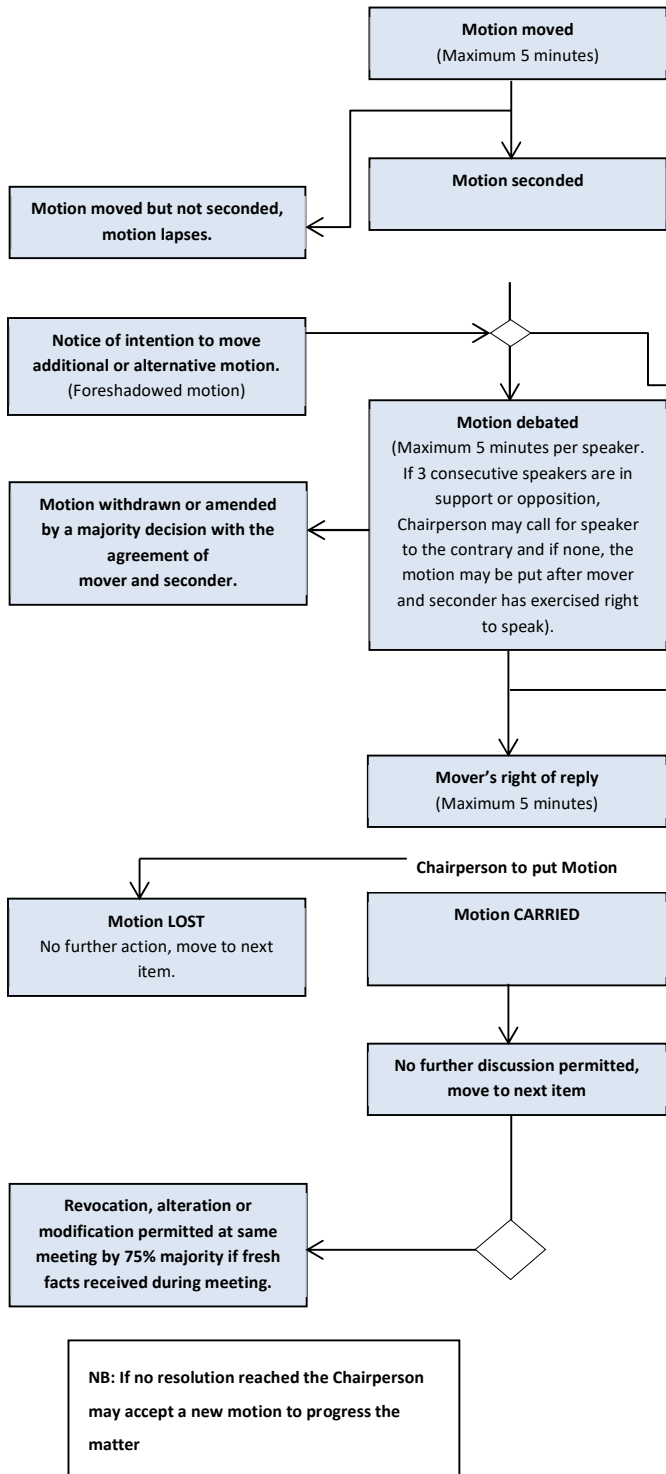 Motion moved
(Maximum 5 minutes)
Motion seconded
Motion moved but not seconded,
motion lapses.
Notice of intention to move
additional or alternative motion.
(Foreshadowed motion)
Motion debated
(Maximum 5 minutes per speaker.
If 3 consecutive speakers are in
support or opposition,
Chairperson may call for speaker
to the contrary and if none, the
motion may be put after mover
and seconder has exercised right
to speak).
Motion withdrawn or amended
by a majority decision with the
agreement of
mover and seconder.
Mover’s right of reply
(Maximum 5 minutes)
Chairperson to put Motion
Motion LOST
No further action, move to next
item.
Motion CARRIED
No further discussion permitted,
move to next item
Revocation, alteration or
modification permitted at same
meeting by 75% majority if fresh
facts received during meeting.
NB: If no resolution reached the Chairperson
may accept a new motion to progress the
matter